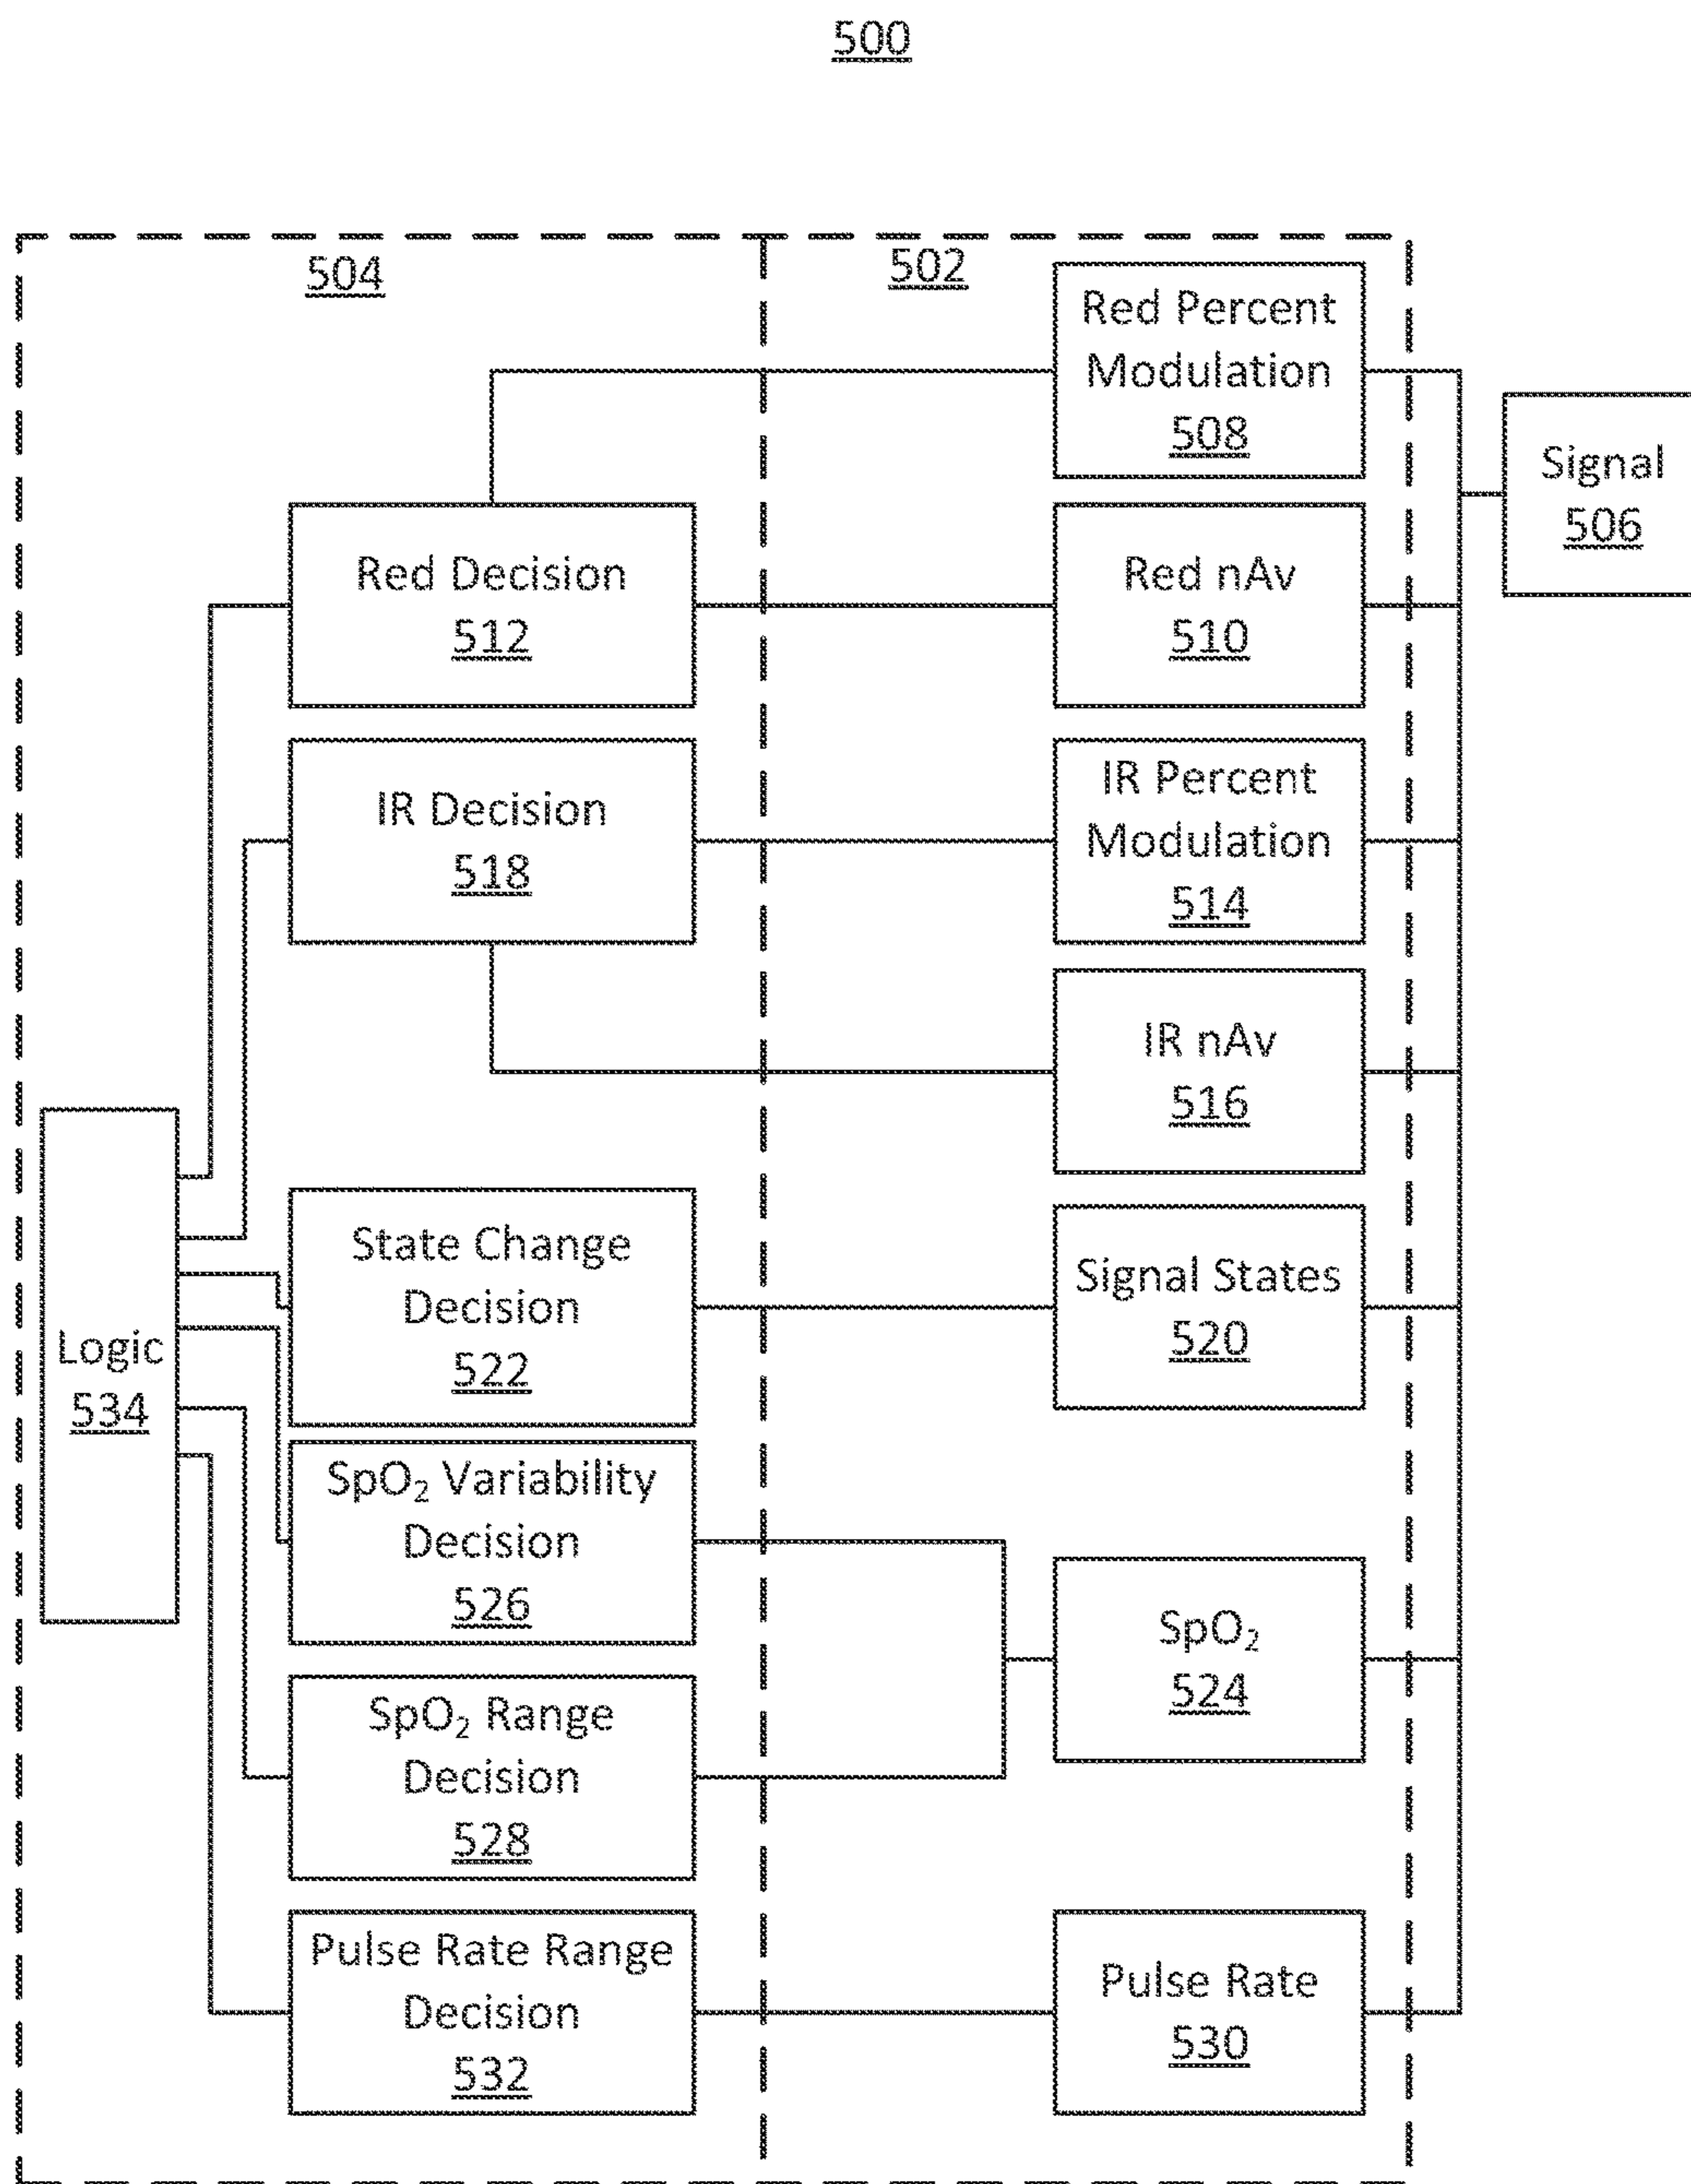 500
504
502
Red Percent
Modulation
508
Signal
506
Red Decision
512
Red nAv
510
IR Decision
518
IR Percent
Modulation
514
IR nAv
516
State Change
Decision
522
Signal States
520
Logic
534
SpO₂ Variability
Decision
526
SpO₂
524
SpO₂ Range
Decision
528
Pulse Rate Range
Decision
532
Pulse Rate
530